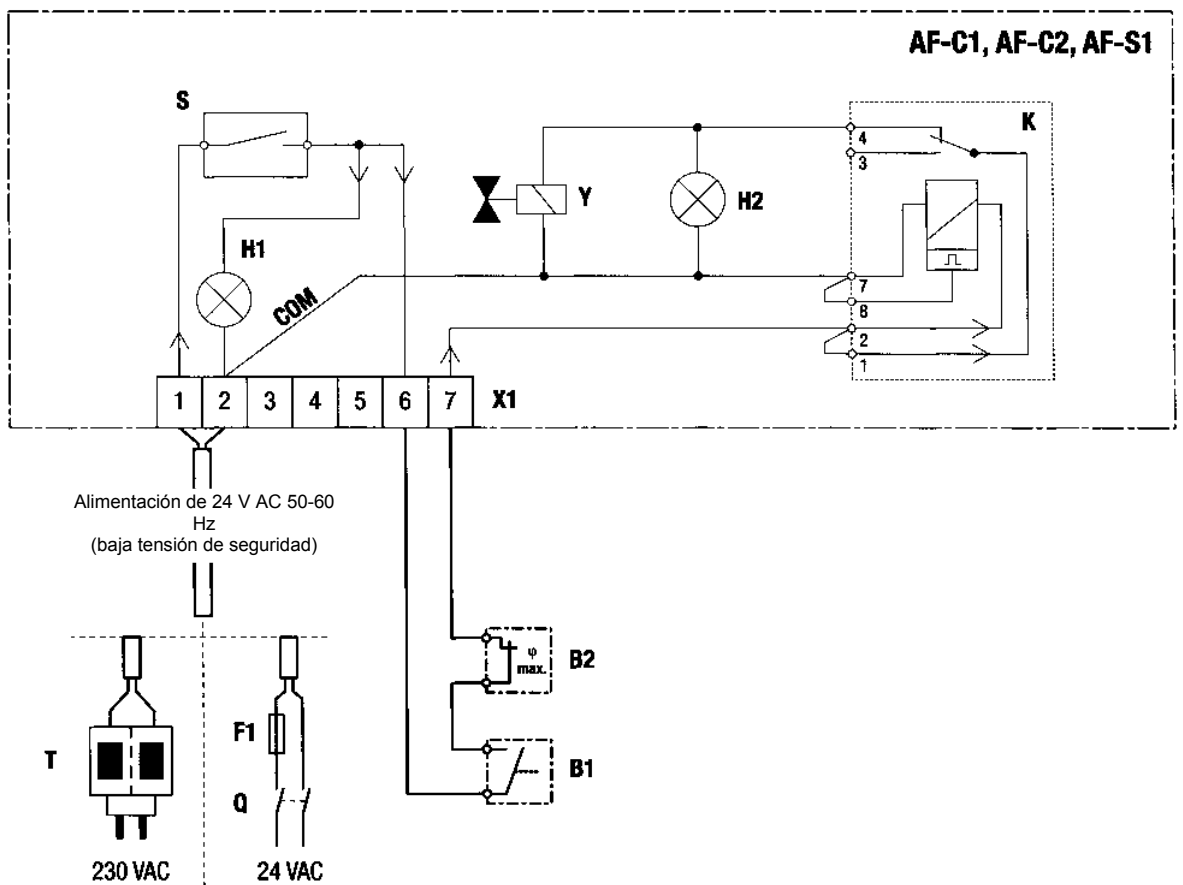 AF-C1, AF-C2, AF-S1
S
K
4
3
Y
H2
H1
COM
7
8
2
1
1 2 3 4 5 6 7 X1
Alimentación de 24 V AC 50-60
Hz
(baja tensión de seguridad)
φ
max.
B2
F1
T
B1
Q
230 VAC
24 VAC